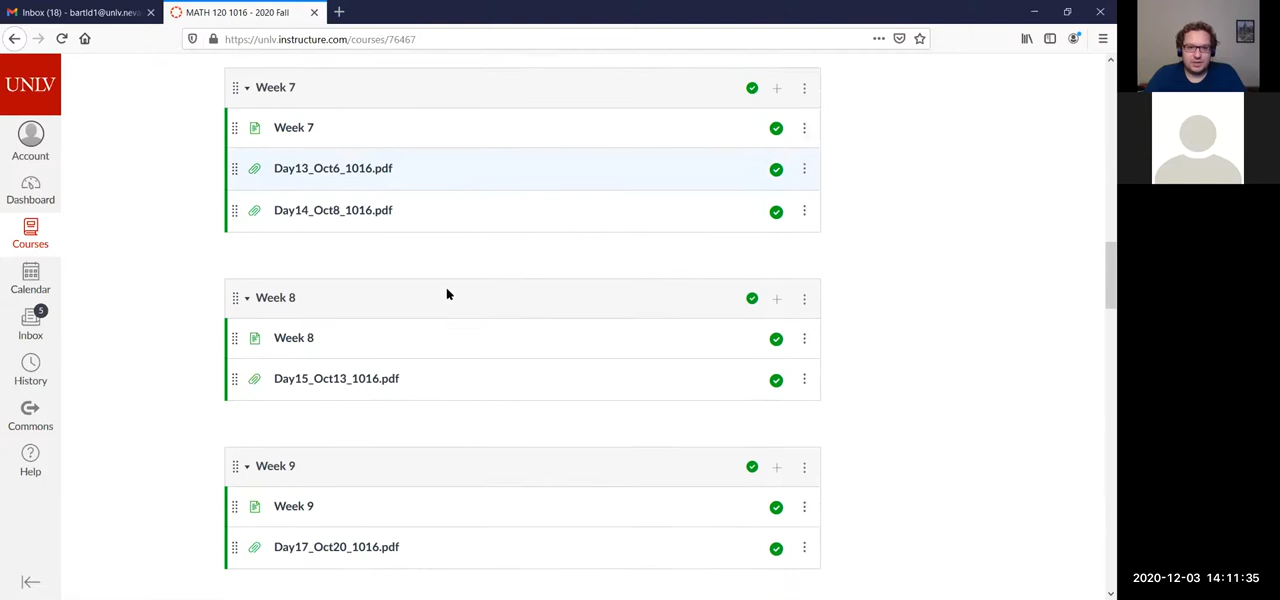 Inbox (18) - bartld1@unlv.neva
MATH 120 1016 - 2020 Fall
https://unlv.instructure.com/courses/76467
UNLV
Account
Dashboard
Courses
Calendar
5
Inbox
History
Commons
Help
Week 7
Week 7
Day13_Oct6_1016.pdf
Day14_Oct8_1016.pdf
Week 8
Week 8
Day15_Oct13_1016.pdf
Week 9
Week 9
Day17_Oct20_1016.pdf
2020-12-03 14:11:35